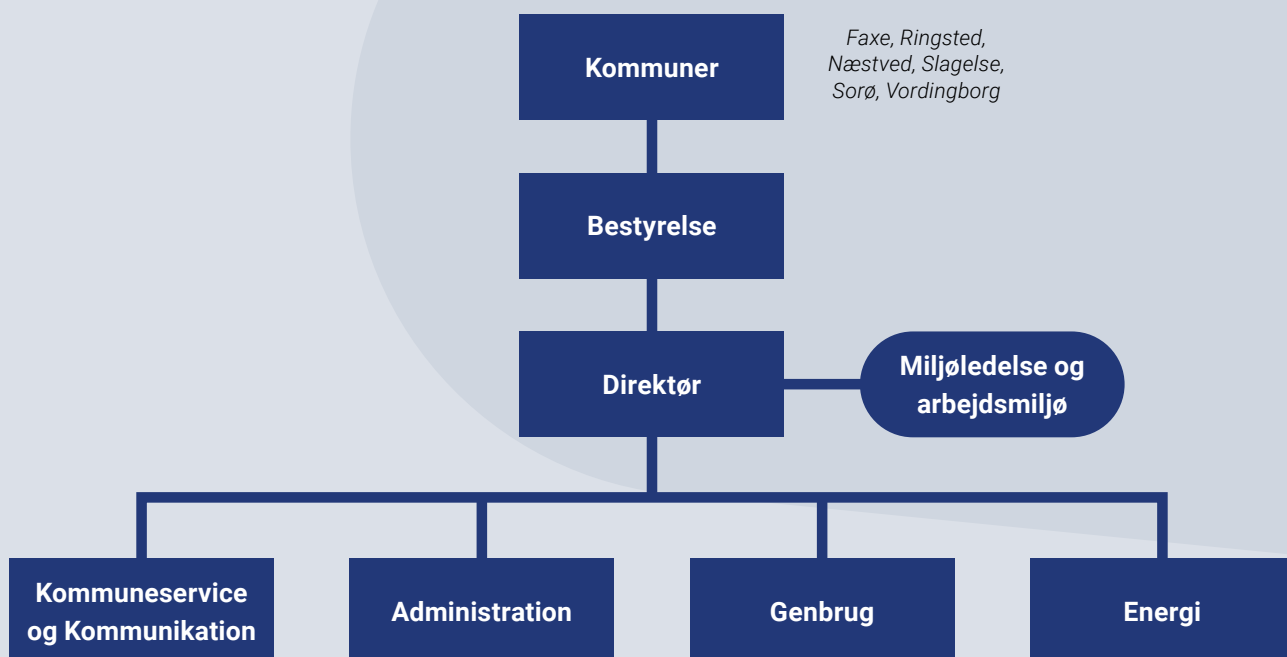 Kommuner
Faxe, Ringsted,
Næstved, Slagelse,
Sorø, Vordingborg
Bestyrelse
Direktør
Miljøledelse og
arbejdsmiljø
Kommuneservice
og Kommunikation
Administration
Genbrug
Energi